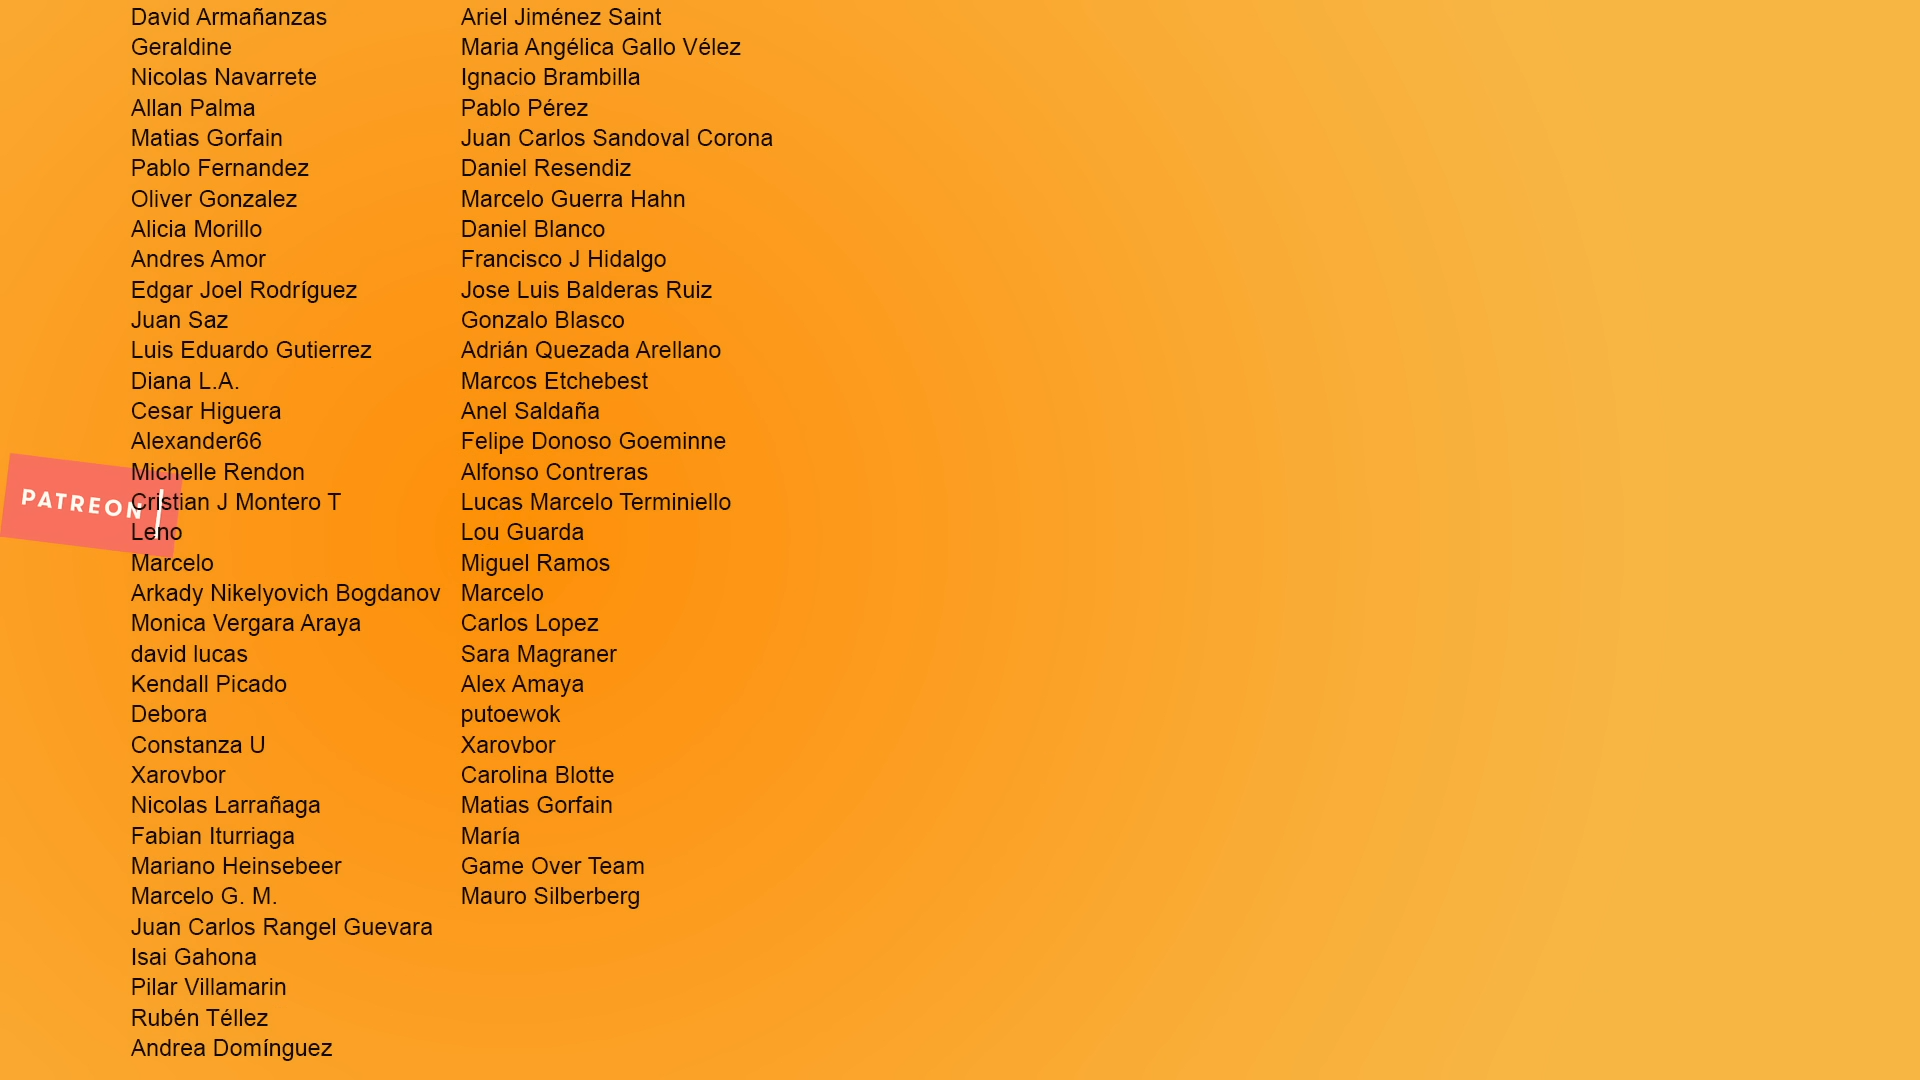 David Armañanzas
Geraldine
Nicolas Navarrete
Allan Palma
Matias Gorfain
Pablo Fernandez
Oliver Gonzalez
Alicia Morillo
Andres Amor
Edgar Joel Rodríguez
Juan Saz
Luis Eduardo Gutierrez
Diana L.A.
Cesar Higuera
Alexander66
Michelle Rendon
Cristian J Montero T
Leno
Marcelo
Arkady Nikelyovich Bogdanov
Monica Vergara Araya
david lucas
Kendall Picado
Debora
Constanza U
Xarovbor
Nicolas Larrañaga
Fabian Iturriaga
Mariano Heinsebeer
Marcelo G. M.
Juan Carlos Rangel Guevara
Isai Gahona
Pilar Villamarin
Rubén Téllez
Andrea Domínguez
Ariel Jiménez Saint
Maria Angélica Gallo Vélez
Ignacio Brambilla
Pablo Pérez
Juan Carlos Sandoval Corona
Daniel Resendiz
Marcelo Guerra Hahn
Daniel Blanco
Francisco J Hidalgo
Jose Luis Balderas Ruiz
Gonzalo Blasco
Adrián Quezada Arellano
Marcos Etchebest
Anel Saldaña
Felipe Donoso Goeminne
Alfonso Contreras
Lucas Marcelo Terminiello
Lou Guarda
Miguel Ramos
Marcelo
Carlos Lopez
Sara Magraner
Alex Amaya
putoewok
Xarovbor
Carolina Blotte
Matias Gorfain
María
Game Over Team
Mauro Silberberg
PATREON